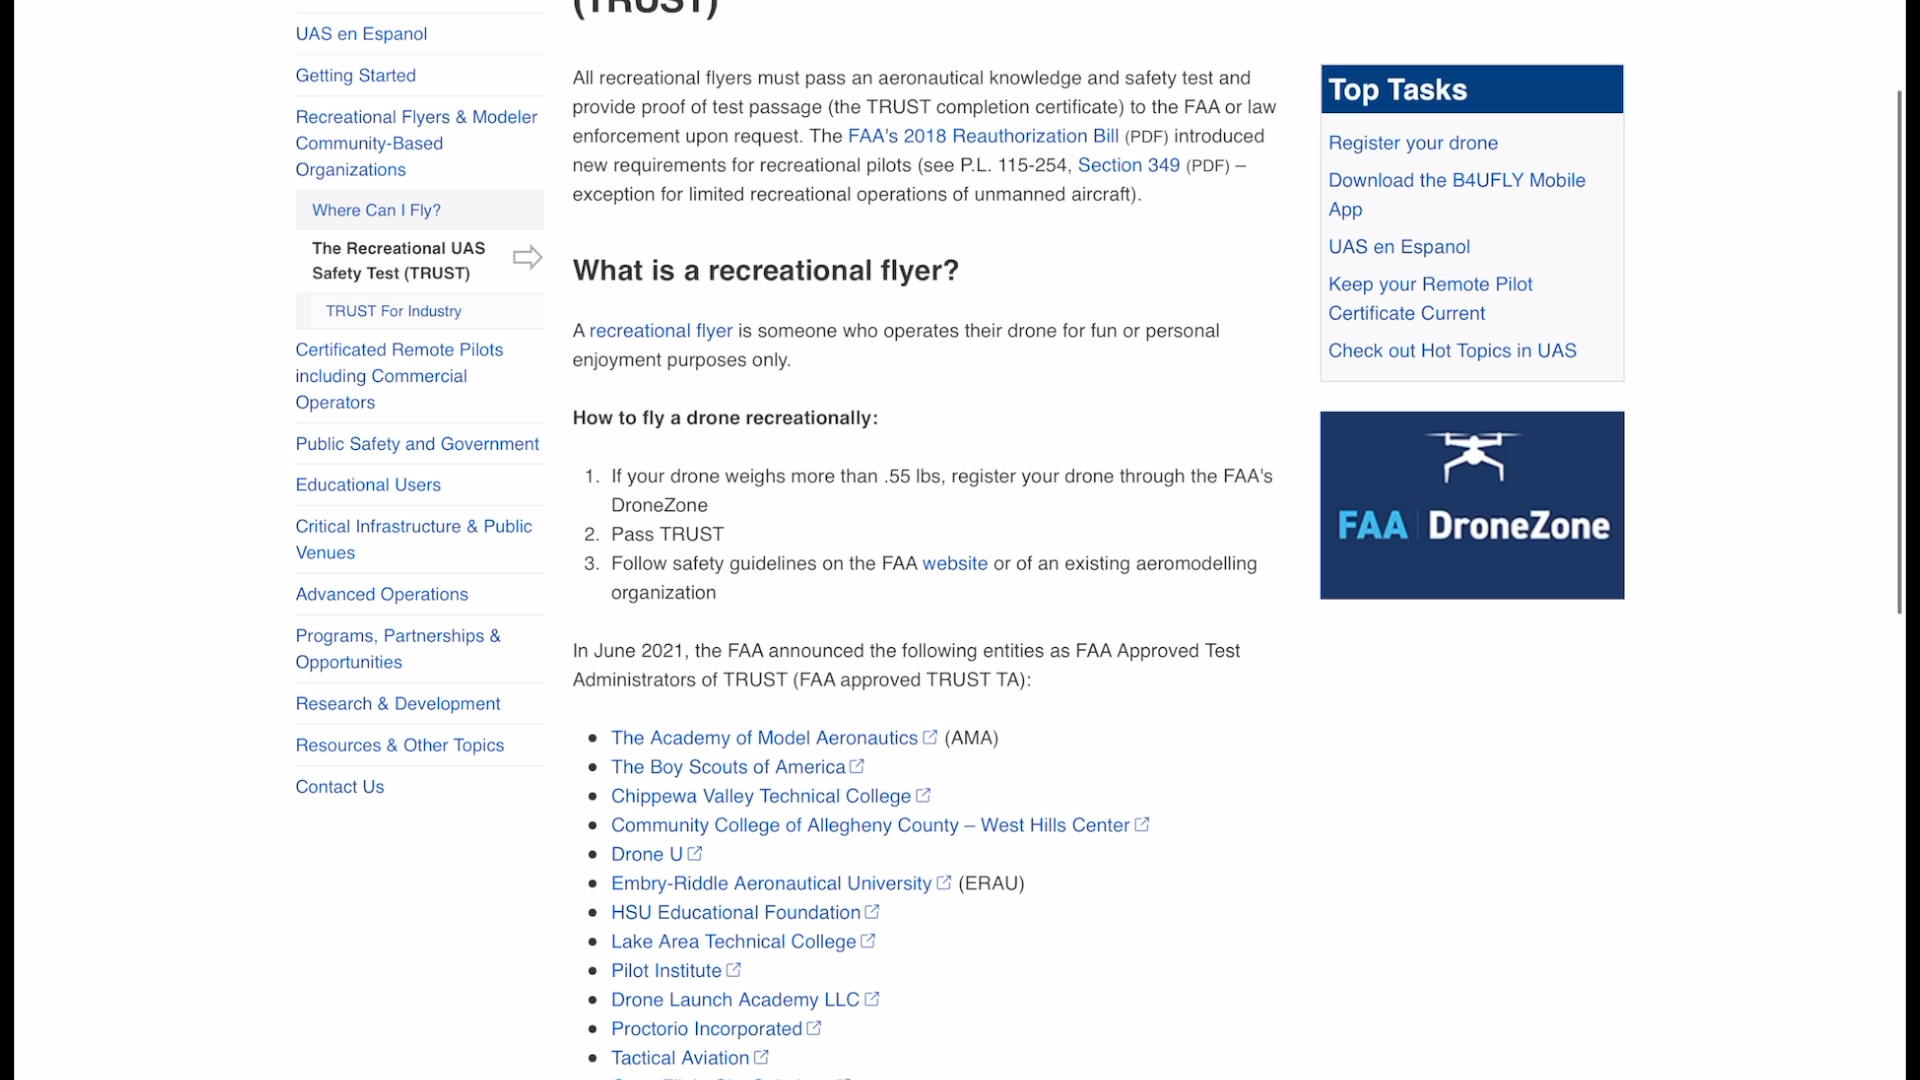 (TRUST)
UAS en Espanol
Getting Started
Recreational Flyers & Modeler
Community-Based
Organizations
Where Can I Fly?
The Recreational UAS
Safety Test (TRUST)
TRUST For Industry
Certificated Remote Pilots
including Commercial
Operators
Public Safety and Government
Educational Users
Critical Infrastructure & Public
Venues
Advanced Operations
Programs, Partnerships &
Opportunities
Research & Development
Resources & Other Topics
Contact Us
All recreational flyers must pass an aeronautical knowledge and safety test and
provide proof of test passage (the TRUST completion certificate) to the FAA or law
enforcement upon request. The FAA's 2018 Reauthorization Bill (PDF) introduced
new requirements for recreational pilots (see P.L. 115-254, Section 349 (PDF) –
exception for limited recreational operations of unmanned aircraft).
What is a recreational flyer?
A recreational flyer is someone who operates their drone for fun or personal
enjoyment purposes only.
How to fly a drone recreationally:
1. If your drone weighs more than .55 lbs, register your drone through the FAA's
DroneZone
2. Pass TRUST
3. Follow safety guidelines on the FAA website or of an existing aeromodelling
organization
In June 2021, the FAA announced the following entities as FAA Approved Test
Administrators of TRUST (FAA approved TRUST TA):
The Academy of Model Aeronautics (AMA)
The Boy Scouts of America
Chippewa Valley Technical College
Community College of Allegheny County – West Hills Center
Drone U
Embry-Riddle Aeronautical University (ERAU)
HSU Educational Foundation
Lake Area Technical College
Pilot Institute
Drone Launch Academy LLC
Proctorio Incorporated
Tactical Aviation
Top Tasks
Register your drone
Download the B4UFLY Mobile
App
UAS en Espanol
Keep your Remote Pilot
Certificate Current
Check out Hot Topics in UAS
FAA DroneZone